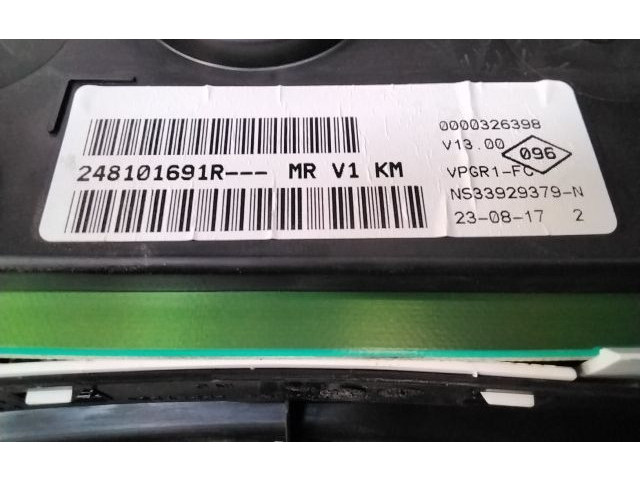 248101691R--- MR V1 KM
0000326398
V13.00
096
VPGR1-FC
NS33929379-N
23-08-17 2